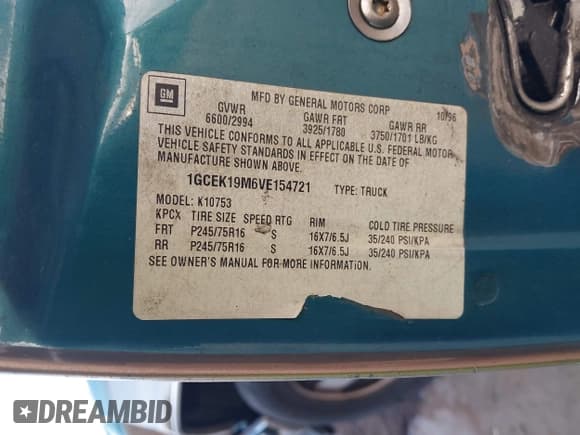 GM
MFD BY GENERAL MOTORS CORP 10/96
GVWR GAWR FRT GAWR RR
6600/2994 3925/1780 3750/1701 LB/KG
THIS VEHICLE CONFORMS TO ALL APPLICABLE U.S. FEDERAL MOTOR
VEHICLE SAFETY STANDARDS IN EFFECT ON THE DATE OF
MANUFACTURE SHOWN ABOVE.
1GCEK19M6VE154721 TYPE: TRUCK
MODEL: K10753
KPCX TIRE SIZE SPEED RTG RIM COLD TIRE PRESSURE
FRT P245/75R16 S 16X7/6.5J 35/240 PSI/KPA
RR P245/75R16 S 16X7/6.5J 35/240 PSI/KPA
SEE OWNER'S MANUAL FOR MORE INFORMATION.
DREAMBID